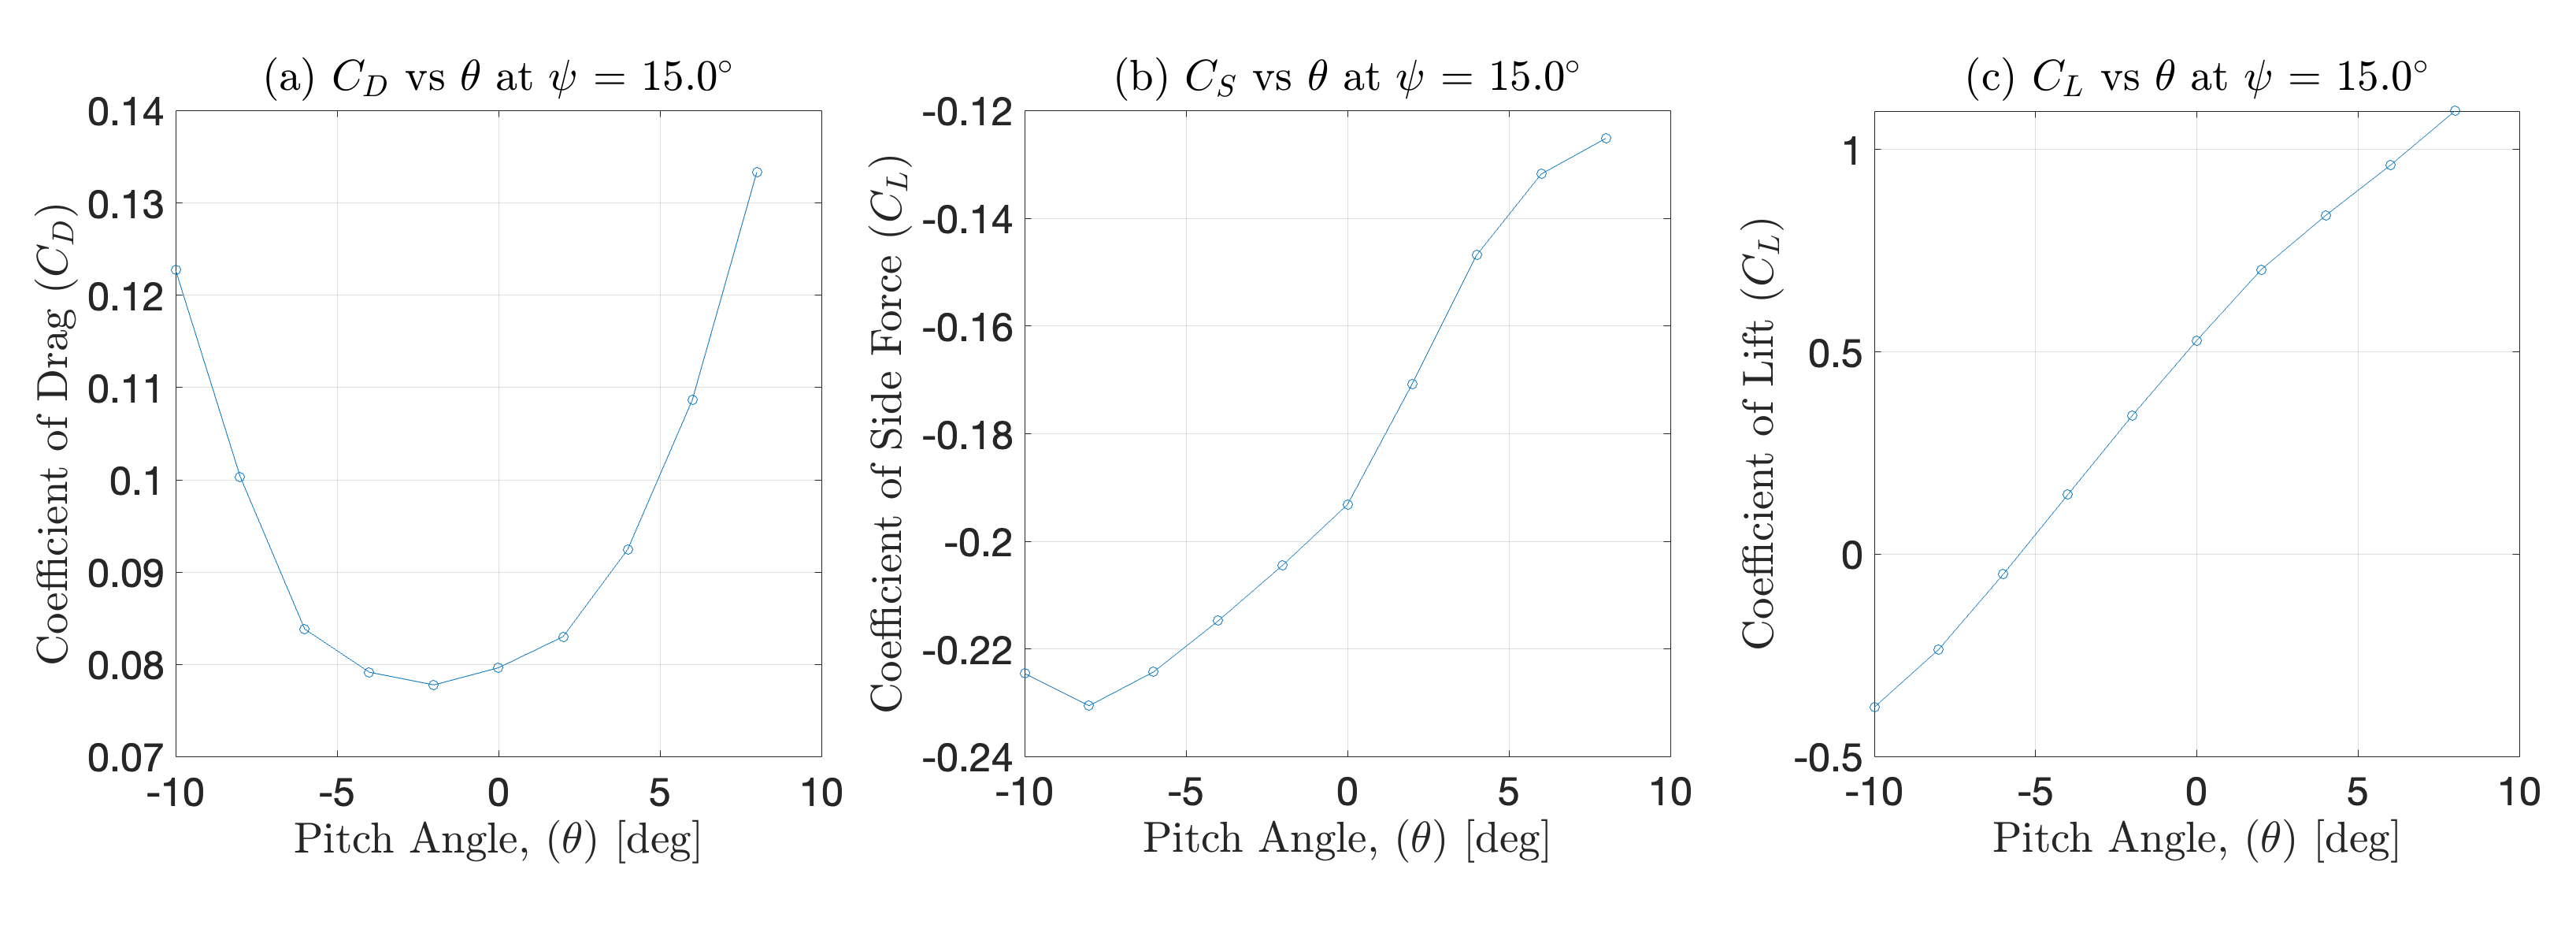 (a) C_D vs θ at ψ = 15.0°
0.14
0.13
0.12
0.11
0.1
0.09
0.08
0.07
-10 -5 0 5 10
Pitch Angle, (θ) [deg]
Coefficient of Drag (C_D)
(b) C_S vs θ at ψ = 15.0°
-0.12
-0.14
-0.16
-0.18
-0.2
-0.22
-0.24
-10 -5 0 5 10
Pitch Angle, (θ) [deg]
Coefficient of Side Force (C_L)
(c) C_L vs θ at ψ = 15.0°
1
0.5
0
-0.5
-10 -5 0 5 10
Pitch Angle, (θ) [deg]
Coefficient of Lift (C_L)